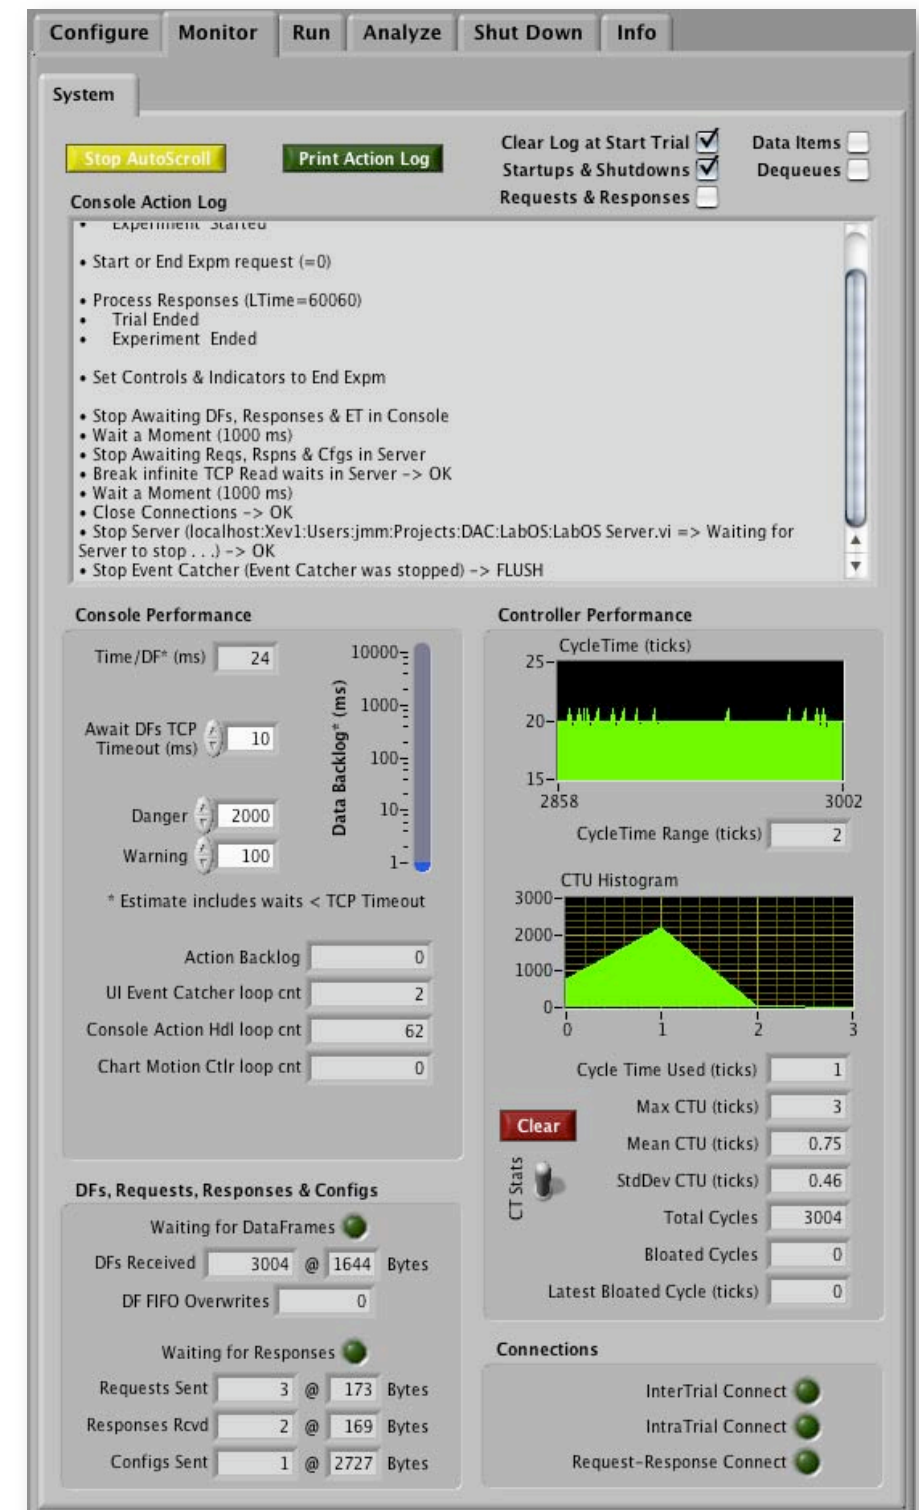 Configure Monitor Run Analyze Shut Down Info
System
Stop AutoScroll Print Action Log
Clear Log at Start Trial Data Items
Startups & Shutdowns Dequeues
Requests & Responses
Console Action Log
• Experiment Started
• Start or End Expm request (=0)
• Process Responses (LTime=60060)
• Trial Ended
• Experiment Ended
• Set Controls & Indicators to End Expm
• Stop Awaiting DFs, Responses & ET in Console
• Wait a Moment (1000 ms)
• Stop Awaiting Reqs, Rspns & Cfgs in Server
• Break infinite TCP Read waits in Server -> OK
• Wait a Moment (1000 ms)
• Close Connections -> OK
• Stop Server (localhost:Xev1:Users:jmm:Projects:DAC:LabOS:LabOS Server.vi => Waiting for
Server to stop . . .) -> OK
• Stop Event Catcher (Event Catcher was stopped) -> FLUSH
Console Performance
Time/DF* (ms) 24
Await DFs TCP
Timeout (ms) 10
Danger 2000
Warning 100
Data Backlog* (ms)
10000
1000
100
10
1
* Estimate includes waits < TCP Timeout
Action Backlog 0
UI Event Catcher loop cnt 2
Console Action Hdl loop cnt 62
Chart Motion Ctlr loop cnt 0
DFs, Requests, Responses & Configs
Waiting for DataFrames
DFs Received 3004 @ 1644 Bytes
DF FIFO Overwrites 0
Waiting for Responses
Requests Sent 3 @ 173 Bytes
Responses Rcvd 2 @ 169 Bytes
Configs Sent 1 @ 2727 Bytes
Controller Performance
CycleTime (ticks)
25
20
15
2858 3002
CycleTime Range (ticks) 2
CTU Histogram
3000
2000
1000
0
0 1 2 3
Cycle Time Used (ticks) 1
Max CTU (ticks) 3
Clear
Mean CTU (ticks) 0.75
CT Stats
StdDev CTU (ticks) 0.46
Total Cycles 3004
Bloated Cycles 0
Latest Bloated Cycle (ticks) 0
Connections
InterTrial Connect
IntraTrial Connect
Request-Response Connect